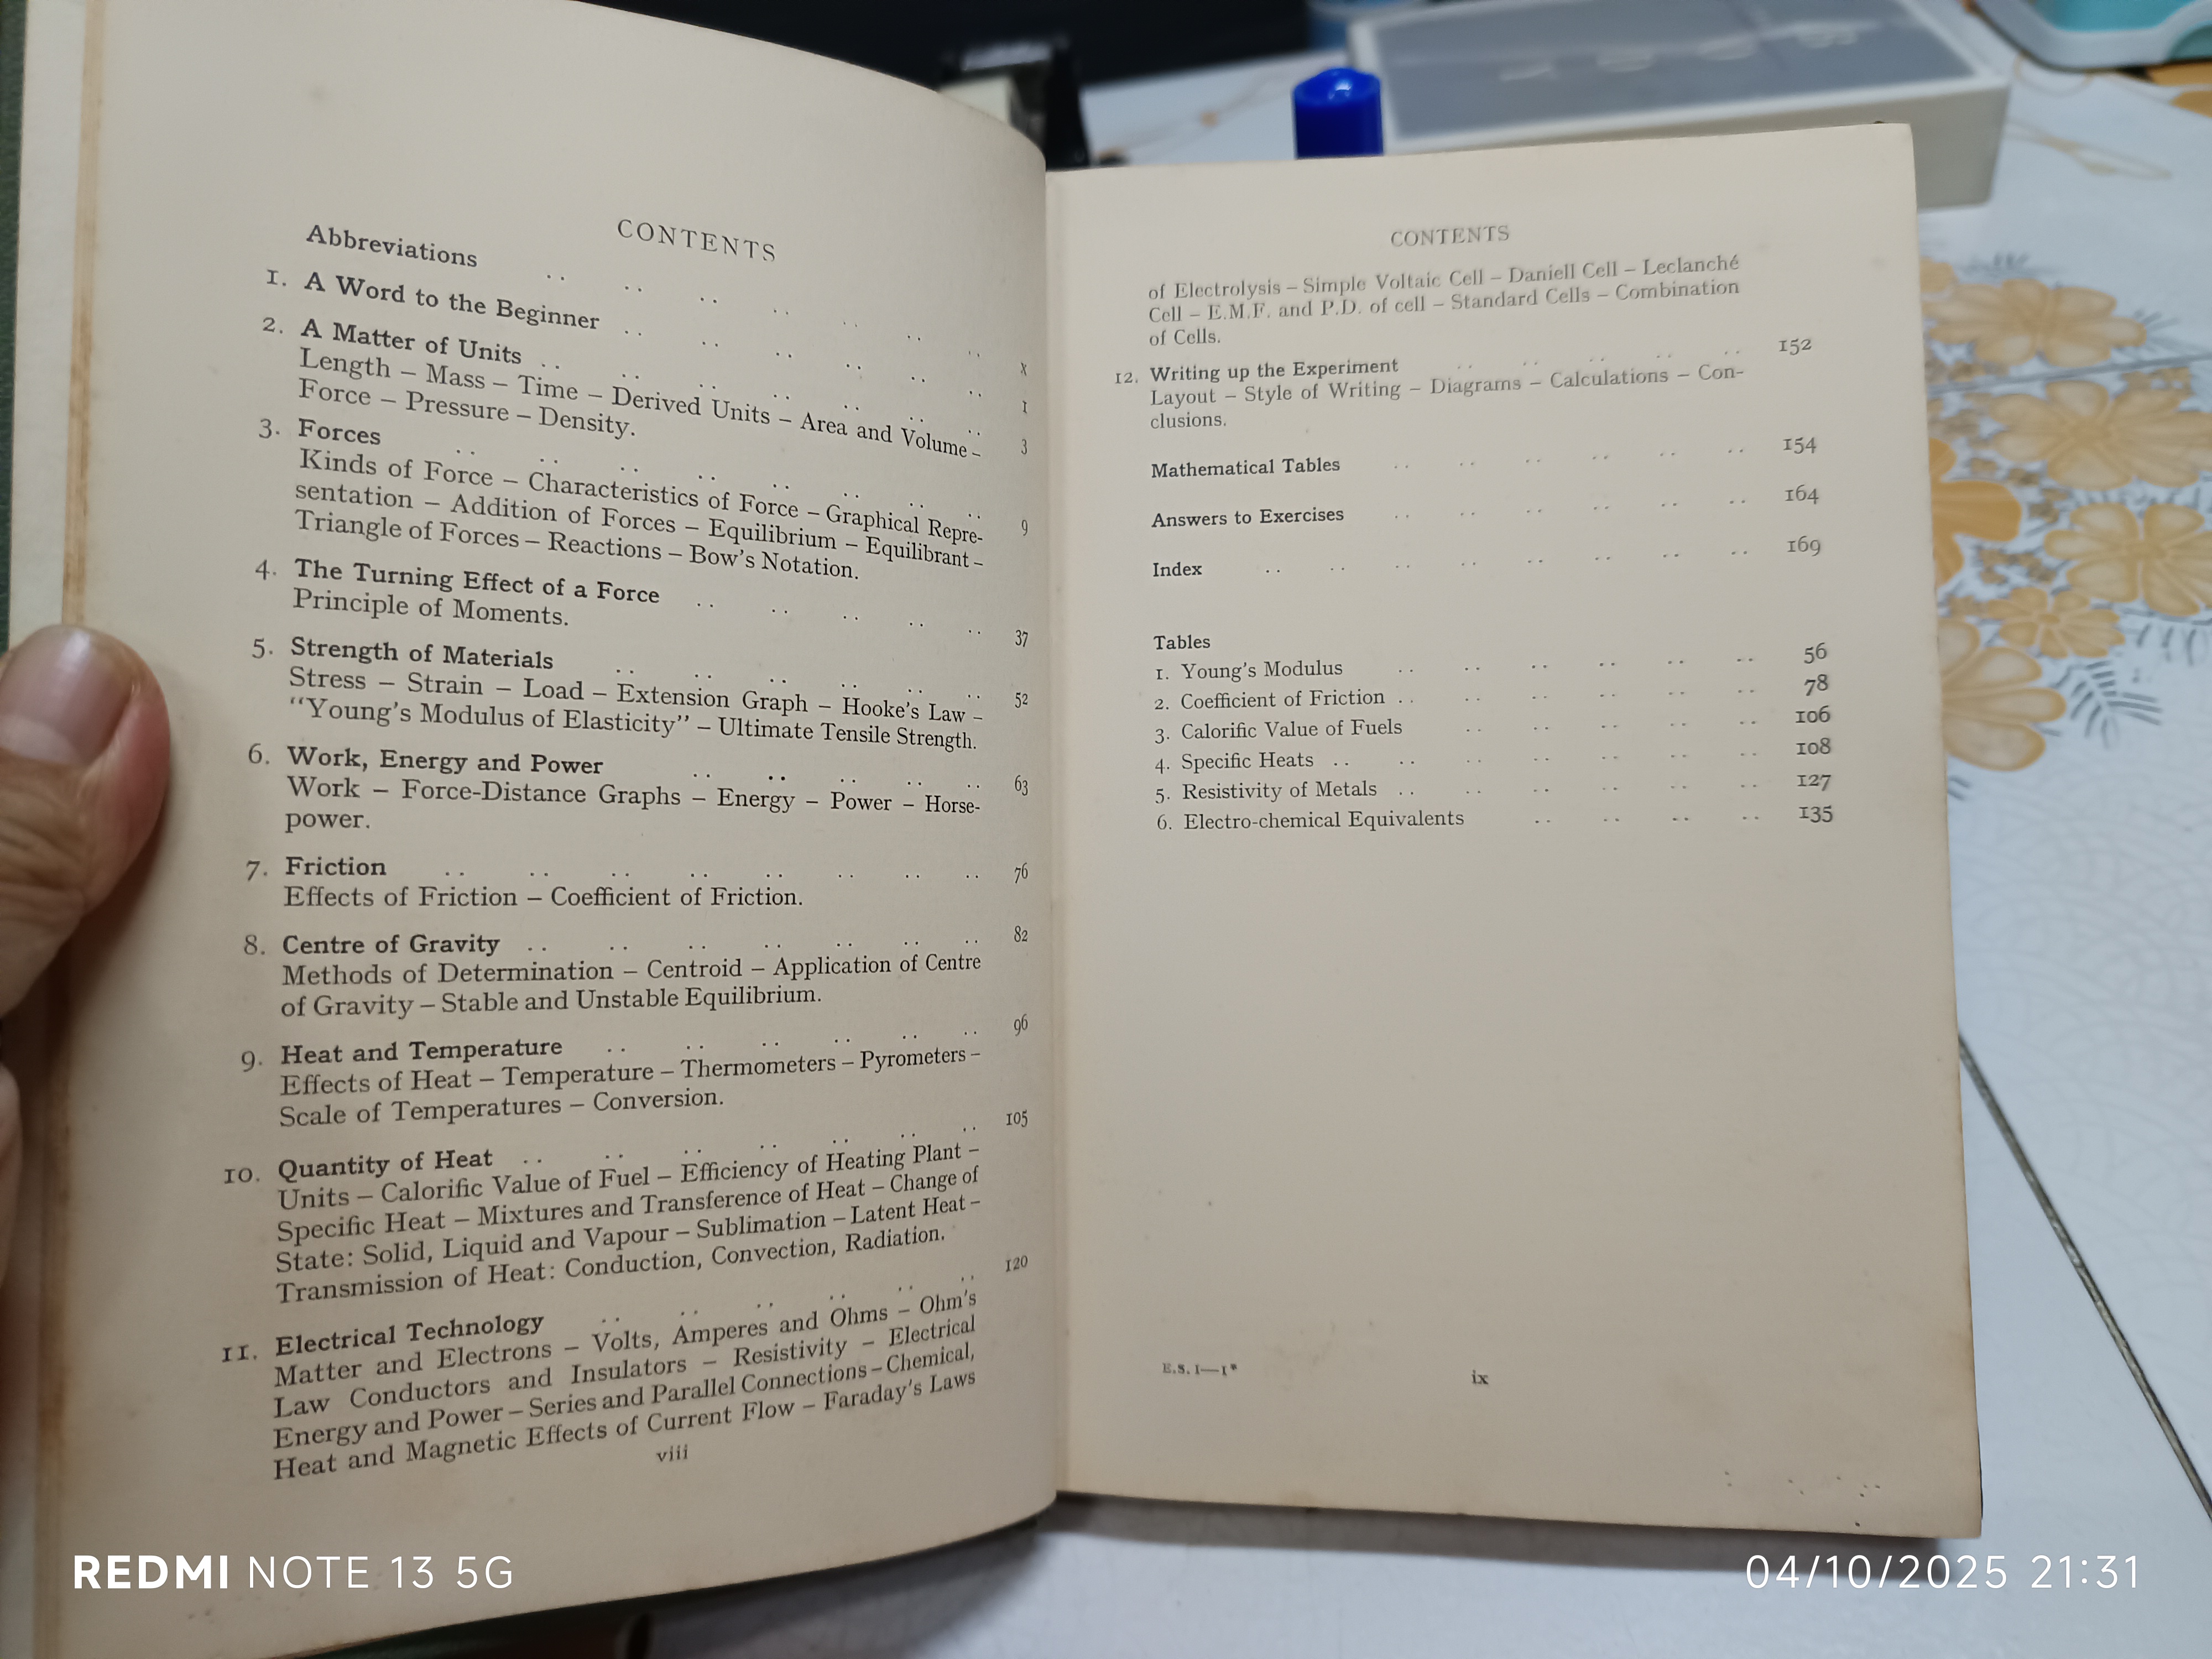 CONTENTS
Abbreviations .. .. .. .. .. .. .. x
1. A Word to the Beginner .. .. .. .. .. .. 1
2. A Matter of Units .. .. .. .. .. .. .. 3
Length – Mass – Time – Derived Units – Area and Volume –
Force – Pressure – Density.
3. Forces .. .. .. .. .. .. .. .. 9
Kinds of Force – Characteristics of Force – Graphical Repre-
sentation – Addition of Forces – Equilibrium – Equilibrant –
Triangle of Forces – Reactions – Bow's Notation.
4. The Turning Effect of a Force .. .. .. .. .. 37
Principle of Moments.
5. Strength of Materials .. .. .. .. .. .. 52
Stress – Strain – Load – Extension Graph – Hooke's Law –
"Young's Modulus of Elasticity" – Ultimate Tensile Strength.
6. Work, Energy and Power .. .. .. .. .. 63
Work – Force-Distance Graphs – Energy – Power – Horse-
power.
7. Friction .. .. .. .. .. .. .. .. 76
Effects of Friction – Coefficient of Friction.
8. Centre of Gravity .. .. .. .. .. .. .. 82
Methods of Determination – Centroid – Application of Centre
of Gravity – Stable and Unstable Equilibrium.
9. Heat and Temperature .. .. .. .. .. .. 96
Effects of Heat – Temperature – Thermometers – Pyrometers –
Scale of Temperatures – Conversion.
10. Quantity of Heat .. .. .. .. .. .. .. 105
Units – Calorific Value of Fuel – Efficiency of Heating Plant –
Specific Heat – Mixtures and Transference of Heat – Change of
State: Solid, Liquid and Vapour – Sublimation – Latent Heat –
Transmission of Heat: Conduction, Convection, Radiation.
11. Electrical Technology .. .. .. .. .. .. 120
Matter and Electrons – Volts, Amperes and Ohms – Ohm's
Law Conductors and Insulators – Resistivity – Electrical
Energy and Power – Series and Parallel Connections – Chemical,
Heat and Magnetic Effects of Current Flow – Faraday's Laws
viii
CONTENTS
of Electrolysis – Simple Voltaic Cell – Daniell Cell – Leclanché
Cell – E.M.F. and P.D. of cell – Standard Cells – Combination
of Cells.
12. Writing up the Experiment .. .. .. .. .. 152
Layout – Style of Writing – Diagrams – Calculations – Con-
clusions.
Mathematical Tables .. .. .. .. .. .. 154
Answers to Exercises .. .. .. .. .. .. 164
Index .. .. .. .. .. .. .. .. 169
Tables
1. Young's Modulus .. .. .. .. .. .. 56
2. Coefficient of Friction .. .. .. .. .. .. 78
3. Calorific Value of Fuels .. .. .. .. .. 106
4. Specific Heats .. .. .. .. .. .. .. 108
5. Resistivity of Metals .. .. .. .. .. .. 127
6. Electro-chemical Equivalents .. .. .. .. 135
E.S. I—1*
ix
REDMI NOTE 13 5G
04/10/2025 21:31